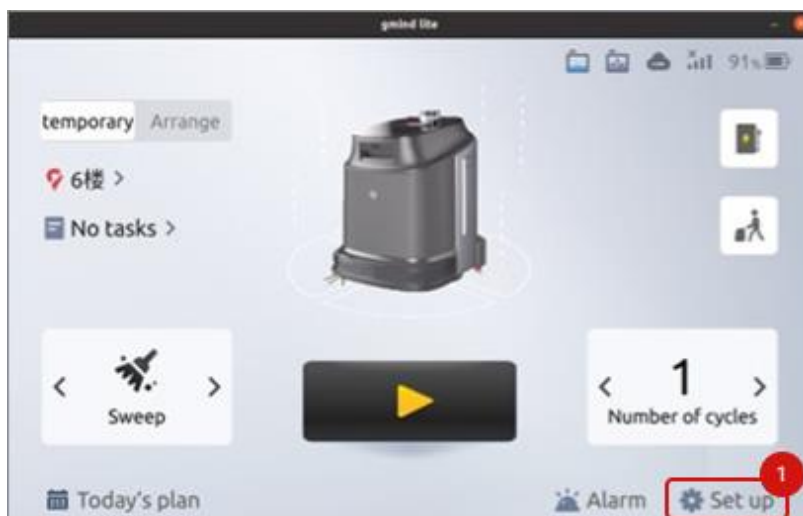 gmind lite
91%
temporary Arrange
6楼 >
No tasks >
< Sweep >
< 1 >
Number of cycles
1
Today's plan
Alarm
Set up